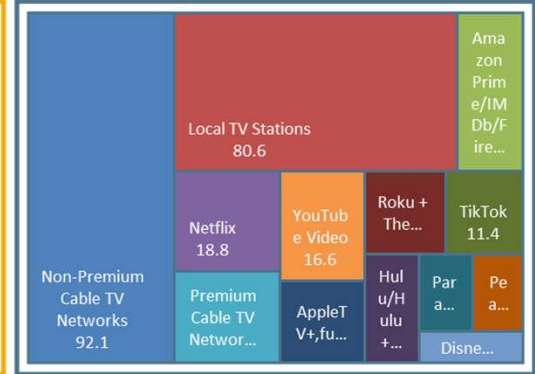 Non-Premium
Cable TV
Networks
92.1
Local TV Stations
80.6
Ama
zon
Prim
e/IM
Db/F
ire...
Netflix
18.8
YouTub
e Video
16.6
Roku +
The...
TikTok
11.4
Premium
Cable TV
Networ...
AppleT
V+,fu...
Hul
u/H
ulu
+...
Par
a...
Pe
a...
Disne...